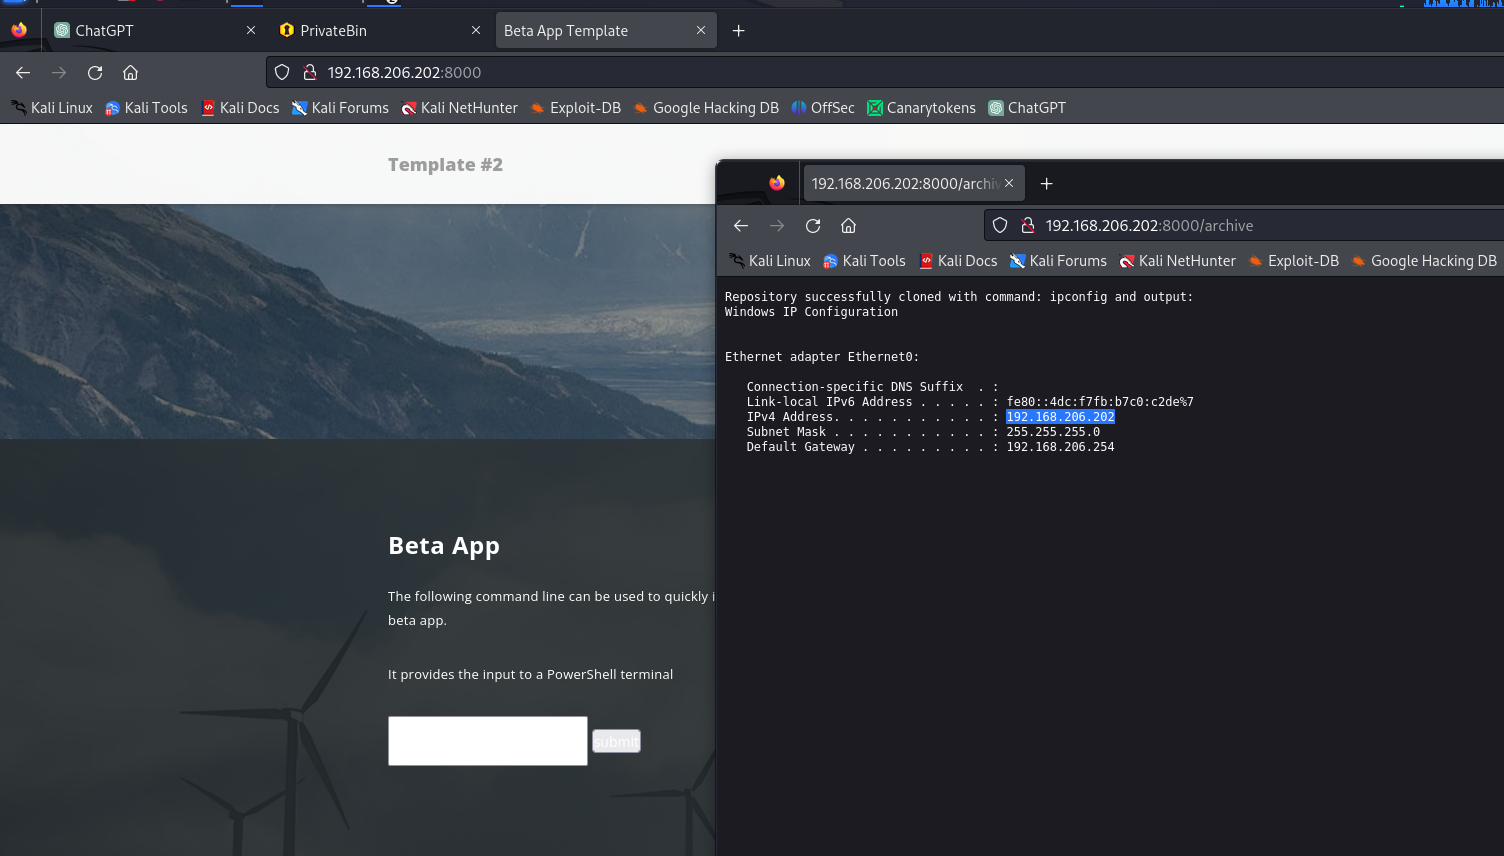 ChatGPT
PrivateBin
Beta App Template
192.168.206.202:8000
Kali Linux Kali Tools Kali Docs Kali Forums Kali NetHunter Exploit-DB Google Hacking DB OffSec Canarytokens ChatGPT
Template #2
Beta App
The following command line can be used to quickly
beta app.
It provides the input to a PowerShell terminal
submit
192.168.206.202:8000/archiv
192.168.206.202:8000/archive
Kali Linux Kali Tools Kali Docs Kali Forums Kali NetHunter Exploit-DB Google Hacking DB
Repository successfully cloned with command: ipconfig and output:
Windows IP Configuration
Ethernet adapter Ethernet0:
Connection-specific DNS Suffix . :
Link-local IPv6 Address . . . . . : fe80::4dc:f7fb:b7c0:c2de%7
IPv4 Address. . . . . . . . . . . : 192.168.206.202
Subnet Mask . . . . . . . . . . . : 255.255.255.0
Default Gateway . . . . . . . . . : 192.168.206.254